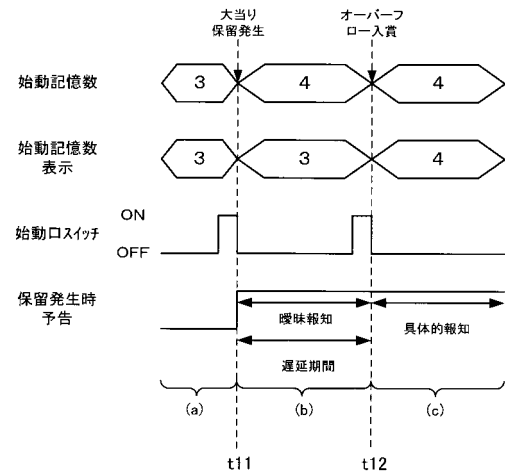 大当り
保留発生
オーバーフ
ロー入賞
始動記憶数
3
4
4
始動記憶数
表示
3
3
4
始動口スイッチ
ON
OFF
保留発生時
予告
曖昧報知
具体的報知
遅延期間
(a)
(b)
(c)
t11
t12